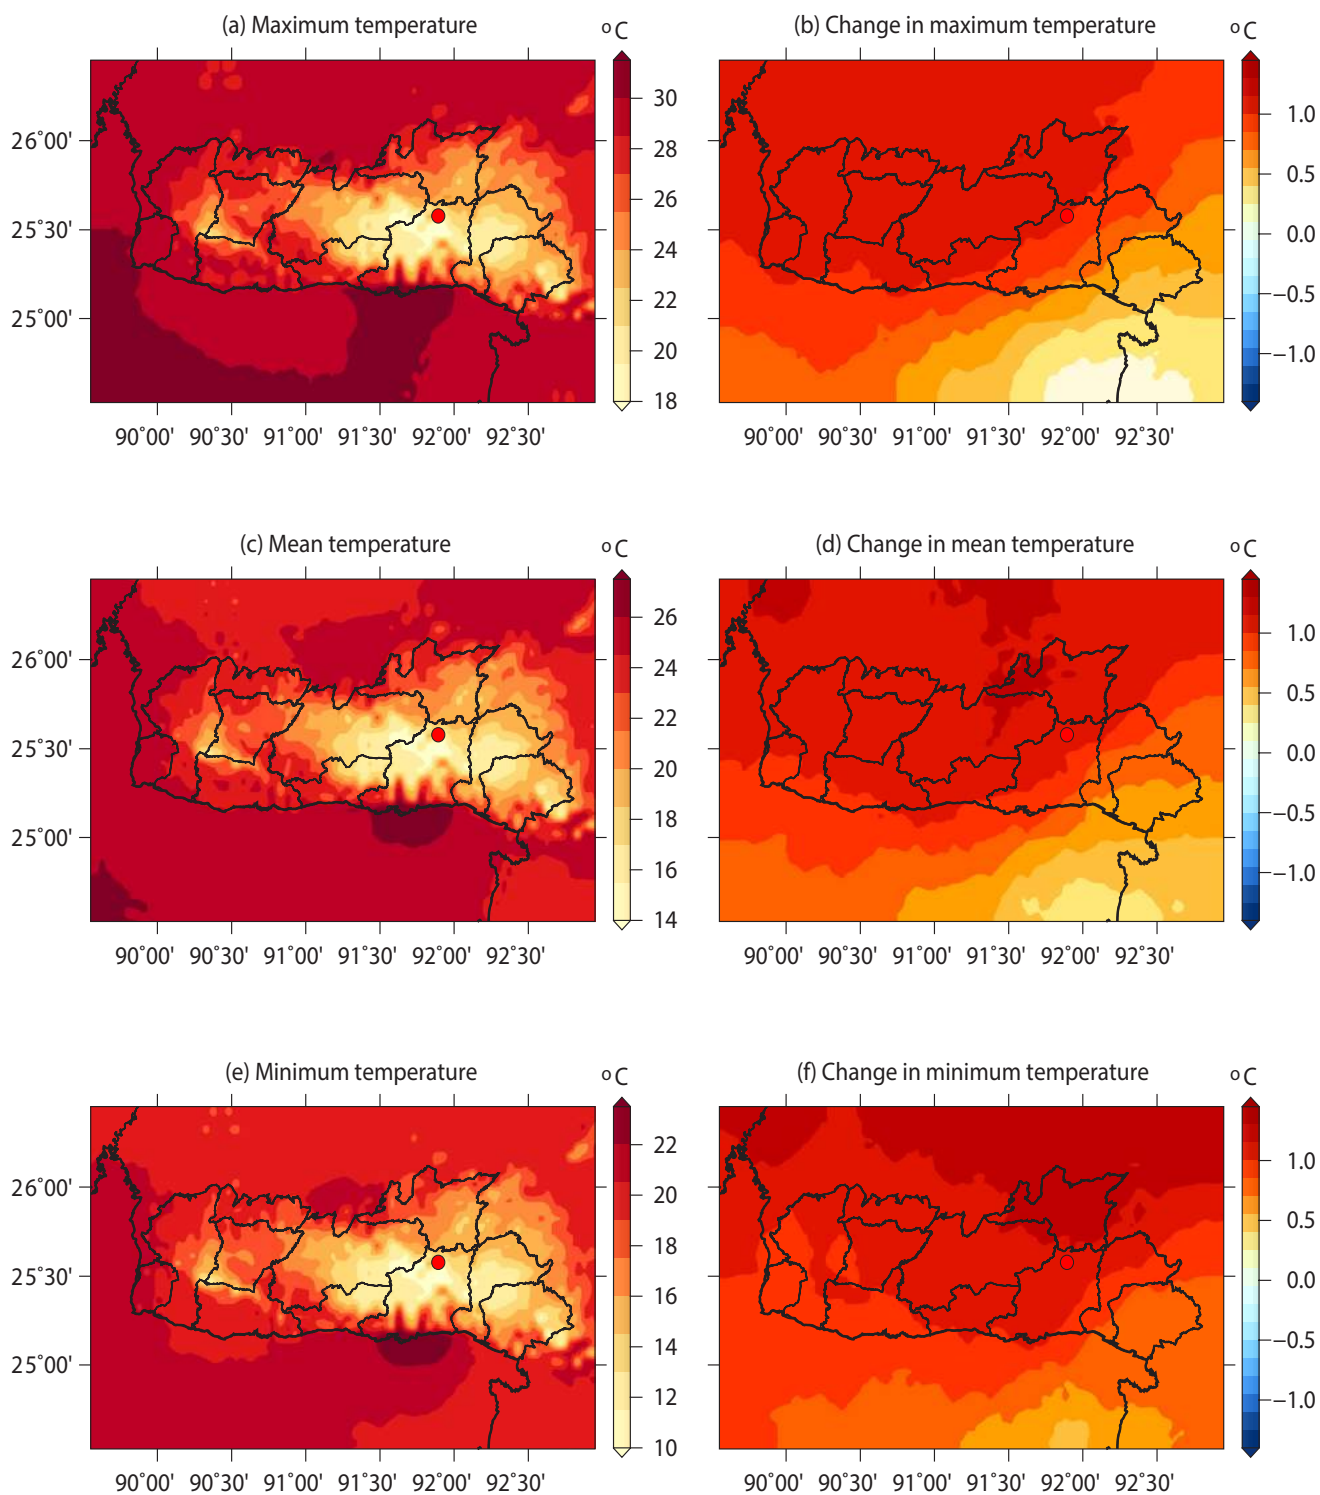 (a) Maximum temperature
°C
(b) Change in maximum temperature
°C
26°00'
25°30'
25°00'
30
28
26
24
22
20
18
1.0
0.5
0.0
−0.5
−1.0
90°00' 90°30' 91°00' 91°30' 92°00' 92°30'
90°00' 90°30' 91°00' 91°30' 92°00' 92°30'
(c) Mean temperature
°C
(d) Change in mean temperature
°C
26°00'
25°30'
25°00'
26
24
22
20
18
16
14
1.0
0.5
0.0
−0.5
−1.0
90°00' 90°30' 91°00' 91°30' 92°00' 92°30'
90°00' 90°30' 91°00' 91°30' 92°00' 92°30'
(e) Minimum temperature
°C
(f) Change in minimum temperature
°C
26°00'
25°30'
25°00'
22
20
18
16
14
12
10
1.0
0.5
0.0
−0.5
−1.0
90°00' 90°30' 91°00' 91°30' 92°00' 92°30'
90°00' 90°30' 91°00' 91°30' 92°00' 92°30'